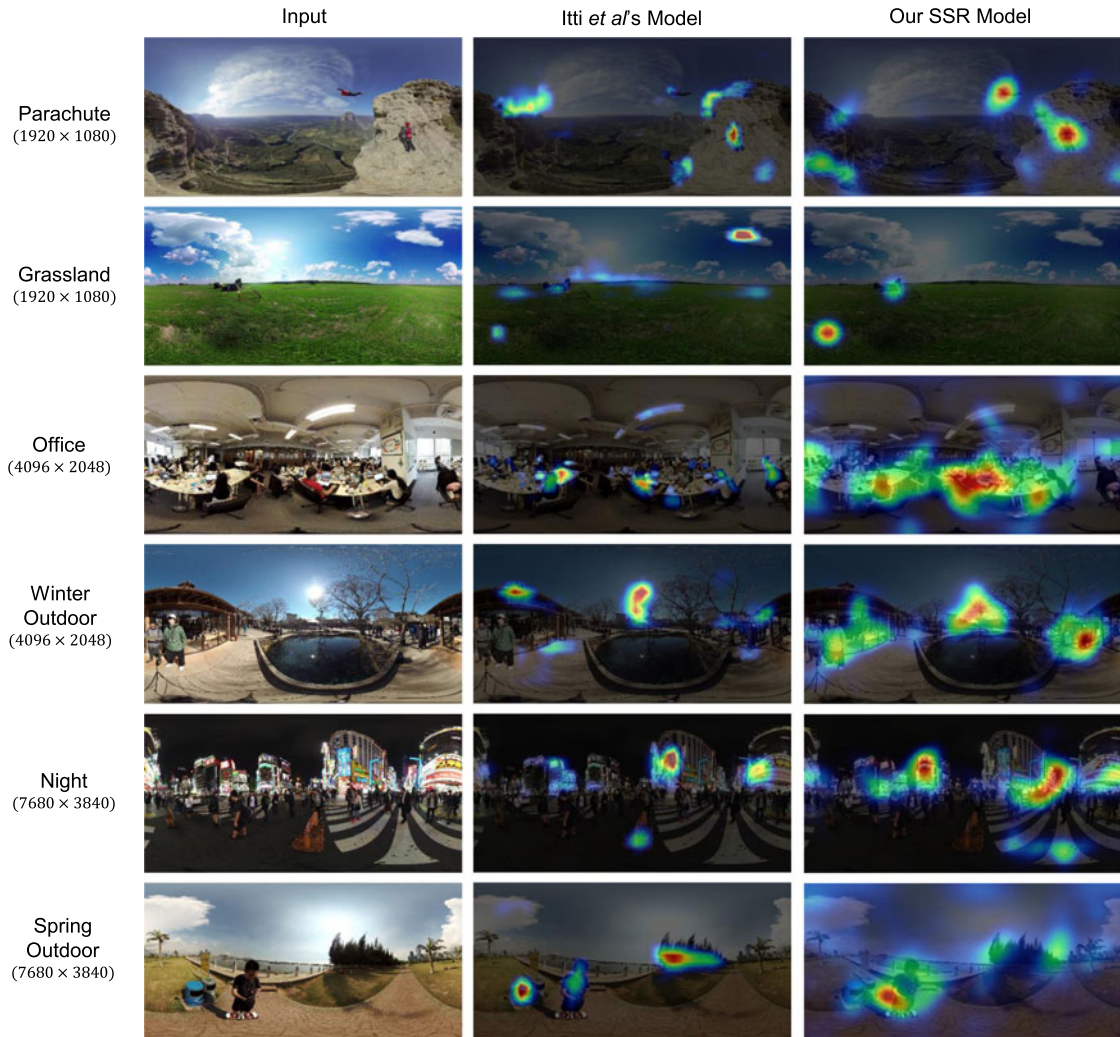 Input
Itti et al's Model
Our SSR Model
Parachute
(1920 × 1080)
Grassland
(1920 × 1080)
Office
(4096 × 2048)
Winter
Outdoor
(4096 × 2048)
Night
(7680 × 3840)
Spring
Outdoor
(7680 × 3840)